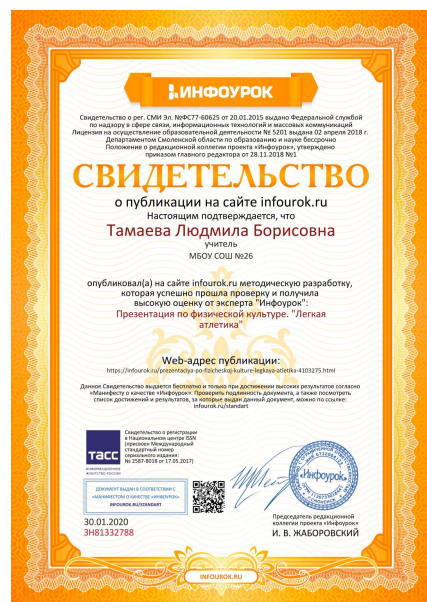 ИНФОУРОК
Свидетельство о рег. СМИ Эл. №ФС77-60625 от 20.01.2015 выдано Федеральной службой
по надзору в сфере связи, информационных технологий и массовых коммуникаций
Лицензия на осуществление образовательной деятельности № 5201 выдана 02 апреля 2018 г.
Департаментом Смоленской области по образованию и науке бессрочно
Положение о редакционной коллегии проекта «Инфоурок», утверждено
приказом главного редактора от 28.11.2018 №1
СВИДЕТЕЛЬСТВО
о публикации на сайте infourok.ru
Настоящим подтверждается, что
Тамаева Людмила Борисовна
учитель
МБОУ СОШ №26
опубликовал(а) на сайте infourok.ru методическую разработку,
которая успешно прошла проверку и получила
высокую оценку от эксперта "Инфоурок":
Презентация по физической культуре. "Легкая
атлетика"
Web-адрес публикации:
https://infourok.ru/prezentaciya-po-fizicheskoj-kulture-legkaya-atletika-4103275.html
Данное Свидетельство выдается бесплатно и только при достижении высоких результатов согласно
«Манифесту о качестве «Инфоурок». Проверить подлинность документа, а также посмотреть
список достижений и результатов, за которые выдан данный документ, можно по ссылке:
infourok.ru/standart
ТАСС
ИНФОРМАЦИОННОЕ
АГЕНТСТВО РОССИИ
Свидетельство о регистрации
в Национальном центре ISSN
(присвоен Международный
стандартный номер
сериального издания:
№ 2587-8018 от 17.05.2017)
ДОКУМЕНТ ВЫДАН В СООТВЕТСТВИИ С
«МАНИФЕСТОМ О КАЧЕСТВЕ «ИНФОУРОК»
INFOUROK.RU/STANDART
«Инфоурок»
30.01.2020
ЗН81332788
Председатель редакционной
коллегии проекта «Инфоурок»
И. В. ЖАБОРОВСКИЙ
INFOUROK.RU